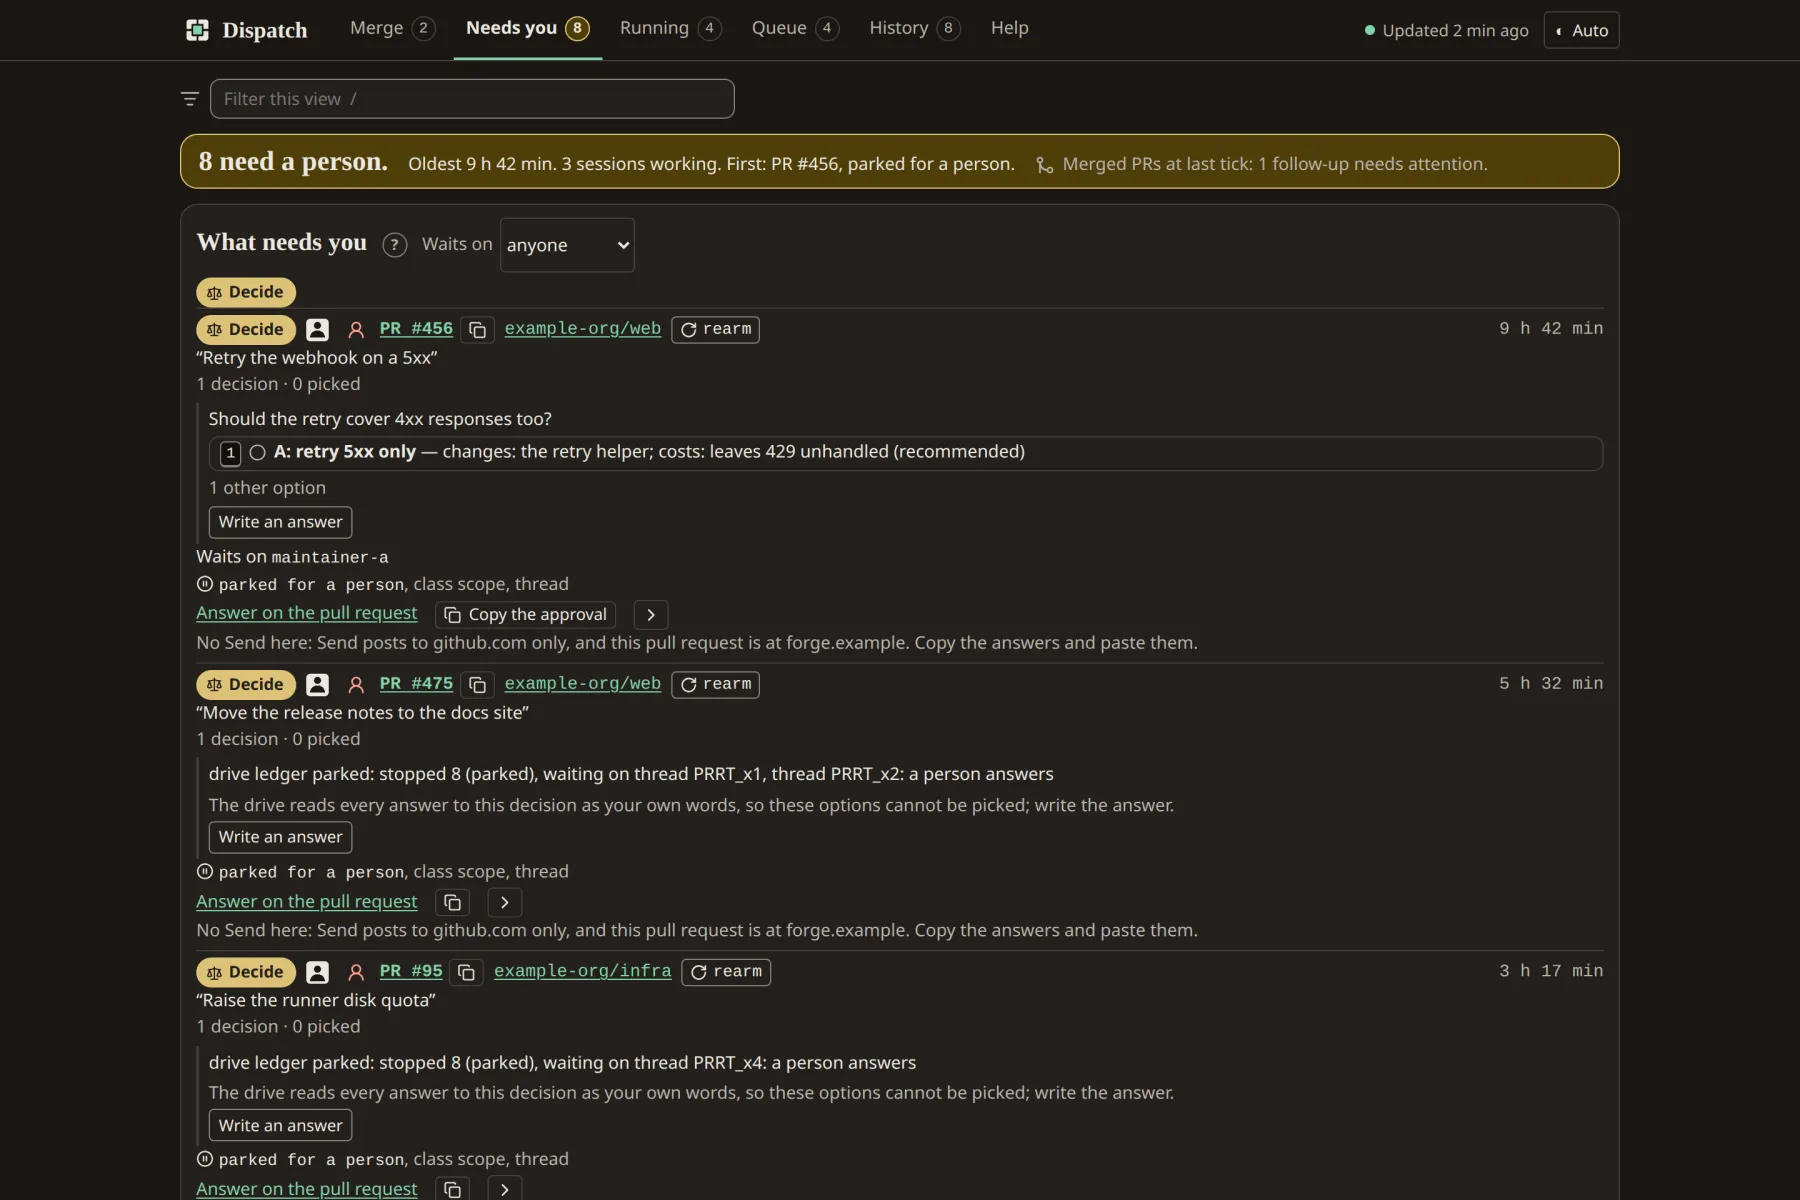 Dispatch Merge 2 Needs you 8 Running 4 Queue 4 History 8 Help Updated 2 min ago Auto
Filter this view /
8 need a person. Oldest 9 h 42 min. 3 sessions working. First: PR #456, parked for a person. Merged PRs at last tick: 1 follow-up needs attention.
What needs you ? Waits on anyone
Decide
Decide PR #456 example-org/web rearm 9 h 42 min
“Retry the webhook on a 5xx”
1 decision · 0 picked
Should the retry cover 4xx responses too?
1 A: retry 5xx only — changes: the retry helper; costs: leaves 429 unhandled (recommended)
1 other option
Write an answer
Waits on maintainer-a
parked for a person, class scope, thread
Answer on the pull request Copy the approval
No Send here: Send posts to github.com only, and this pull request is at forge.example. Copy the answers and paste them.
Decide PR #475 example-org/web rearm 5 h 32 min
“Move the release notes to the docs site”
1 decision · 0 picked
drive ledger parked: stopped 8 (parked), waiting on thread PRRT_x1, thread PRRT_x2: a person answers
The drive reads every answer to this decision as your own words, so these options cannot be picked; write the answer.
Write an answer
parked for a person, class scope, thread
Answer on the pull request
No Send here: Send posts to github.com only, and this pull request is at forge.example. Copy the answers and paste them.
Decide PR #95 example-org/infra rearm 3 h 17 min
“Raise the runner disk quota”
1 decision · 0 picked
drive ledger parked: stopped 8 (parked), waiting on thread PRRT_x4: a person answers
The drive reads every answer to this decision as your own words, so these options cannot be picked; write the answer.
Write an answer
parked for a person, class scope, thread
Answer on the pull request